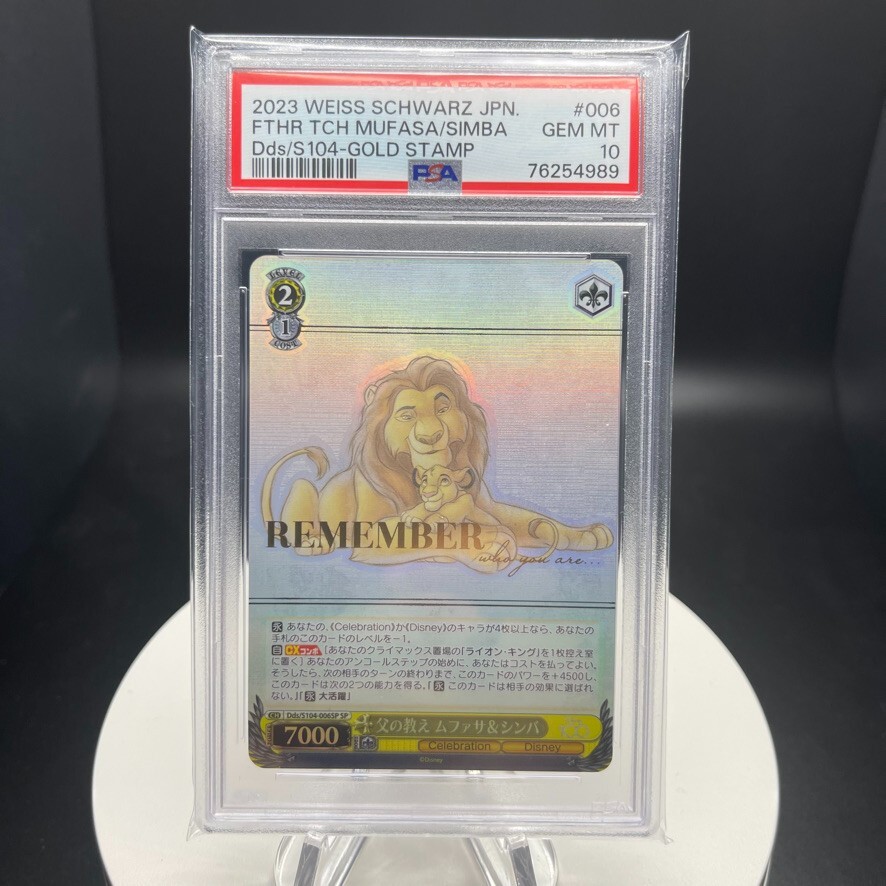 2023 WEISS SCHWARZ JPN. #006
FTHR TCH MUFASA/SIMBA GEM MT
Dds/S104-GOLD STAMP 10
PSA 76254989
LEVEL
2
1
COST
REMEMBER
who you are...
永 あなたの、《Celebration》か《Disney》のキャラが4枚以上なら、あなたの
手札のこのカードのレベルを－1。
自 CXコンボ [あなたのクライマックス置場の「ライオン・キング」を1枚控え室
に置く] あなたのアンコールステップの始めに、あなたはコストを払ってよい。
そうしたら、次の相手のターンの終わりまで、このカードのパワーを＋4500し、
このカードは次の2つの能力を得る。『永 このカードは相手の効果に選ばれ
ない。』『永 大活躍』
CH Dds/S104-006SP SP
7000 父の教え ムファサ&シンバ
Celebration Disney
©Disney
PSA